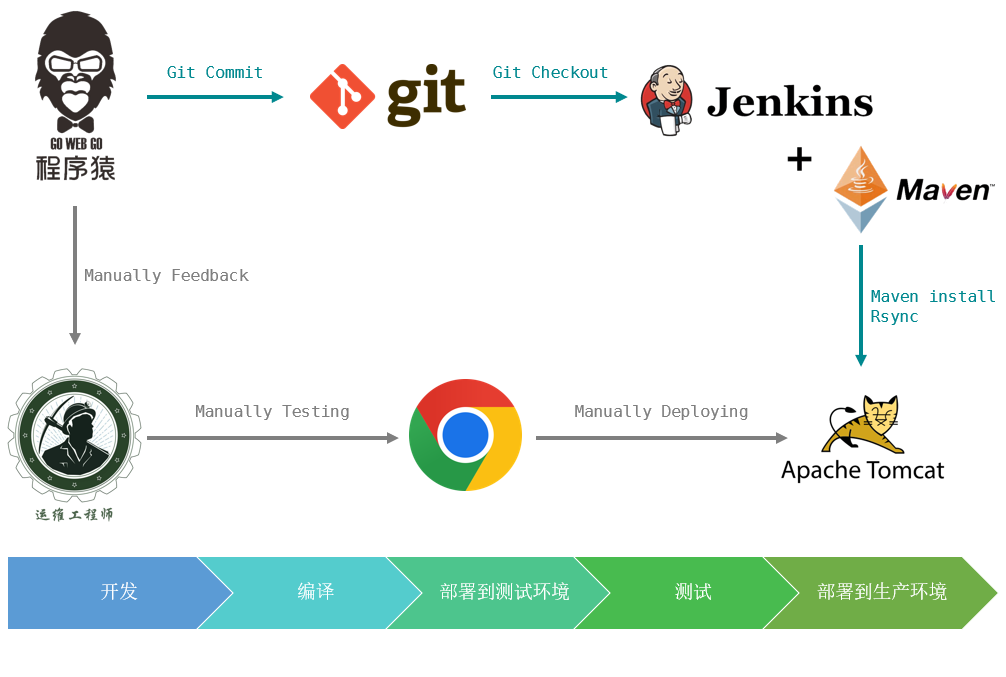 GO WEB GO
程序猿
Git Commit
git
Git Checkout
Jenkins
+
Maven™
Manually Feedback
Maven install
Rsync
运维工程师
Manually Testing
Manually Deploying
Apache Tomcat
开发
编译
部署到测试环境
测试
部署到生产环境